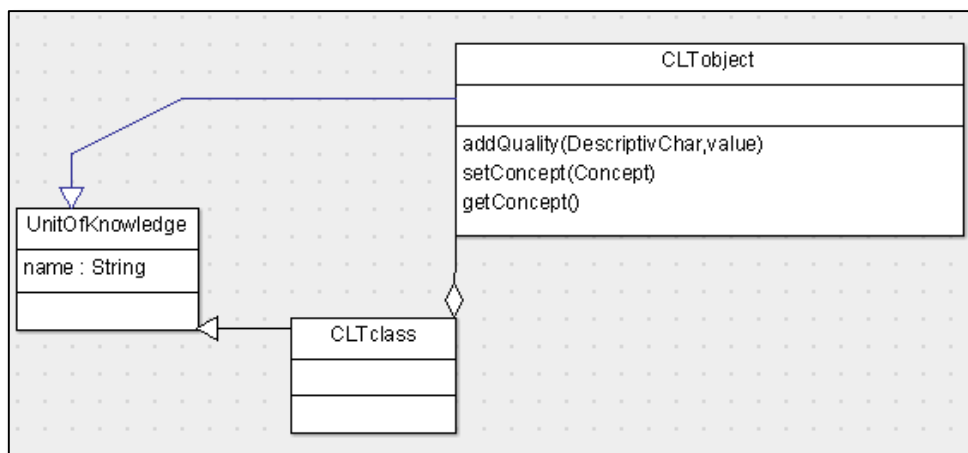 CLTobject
addQuality(DescriptivChar,value)
setConcept(Concept)
getConcept()
UnitOfKnowledge
name : String
CLTclass